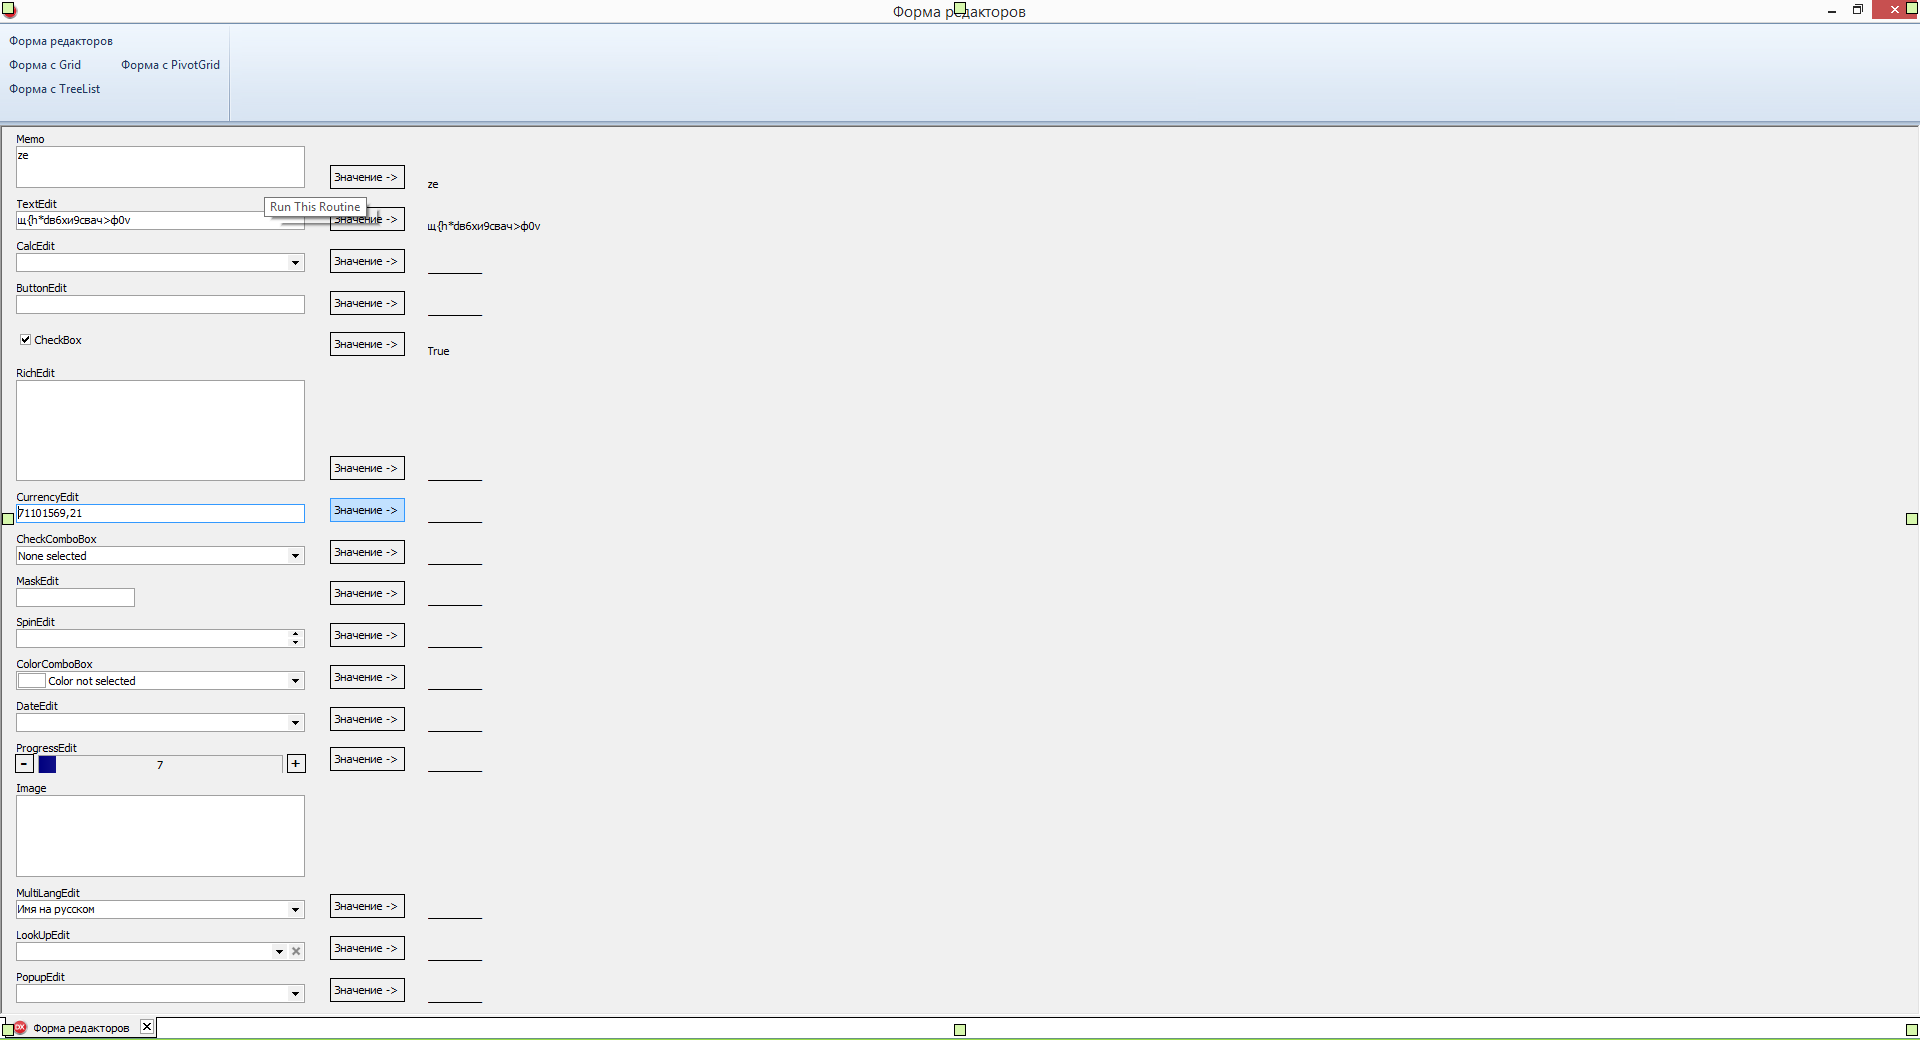 Форма редакторов
Форма редакторов
Форма с Grid
Форма с PivotGrid
Форма с TreeList
Memo
ze
Значение ->
ze
TextEdit
Run This Routine
щ{h*dв6хи9свач>ф0v
Значение ->
щ{h*dв6хи9свач>ф0v
CalcEdit
Значение ->
ButtonEdit
Значение ->
CheckBox
Значение ->
True
RichEdit
Значение ->
CurrencyEdit
71101569,21
Значение ->
CheckComboBox
None selected
Значение ->
MaskEdit
Значение ->
SpinEdit
Значение ->
ColorComboBox
Color not selected
Значение ->
DateEdit
Значение ->
ProgressEdit
-
7
+
Значение ->
Image
MultiLangEdit
Имя на русском
Значение ->
LookUpEdit
Значение ->
PopupEdit
Значение ->
DX
Форма редакторов